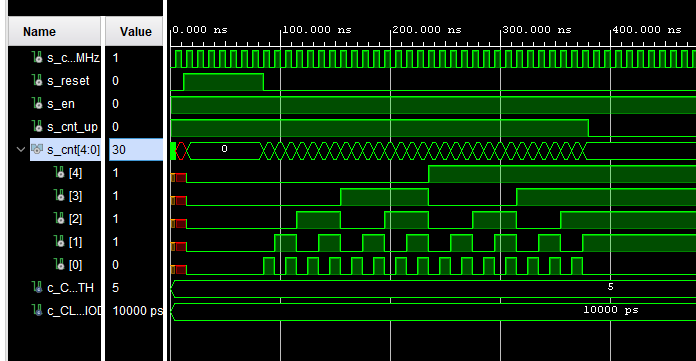 Name Value 0.000 ns 100.000 ns 200.000 ns 300.000 ns 400.000 ns
s_c...MHz 1
s_reset 0
s_en 0
s_cnt_up 0
s_cnt[4:0] 30 0
[4] 1
[3] 1
[2] 1
[1] 1
[0] 0
c_C...TH 5 5
c_CL...IOD 10000 ps 10000 ps